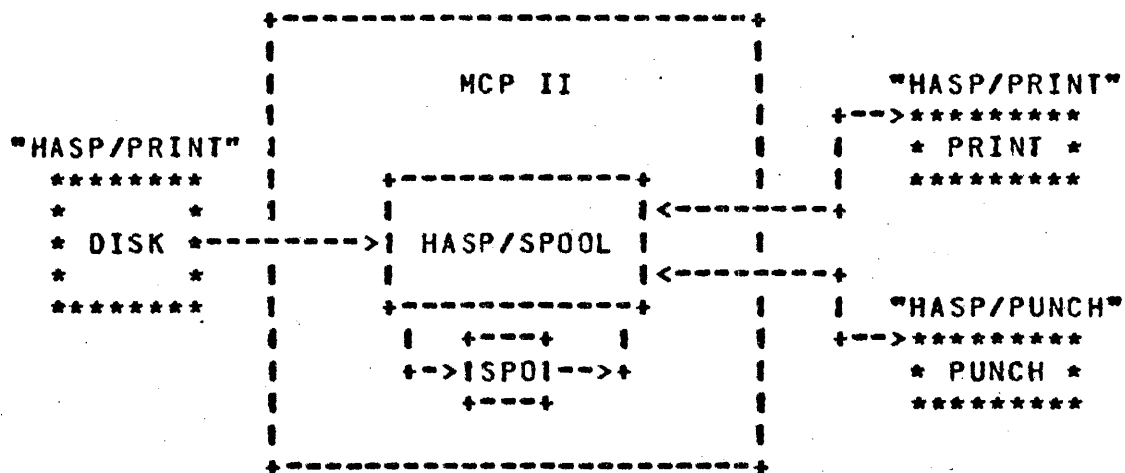 MCP II
"HASP/PRINT"
"HASP/PRINT"
* PRINT *
* DISK *
HASP/SPOOL
"HASP/PUNCH"
SPO
* PUNCH *